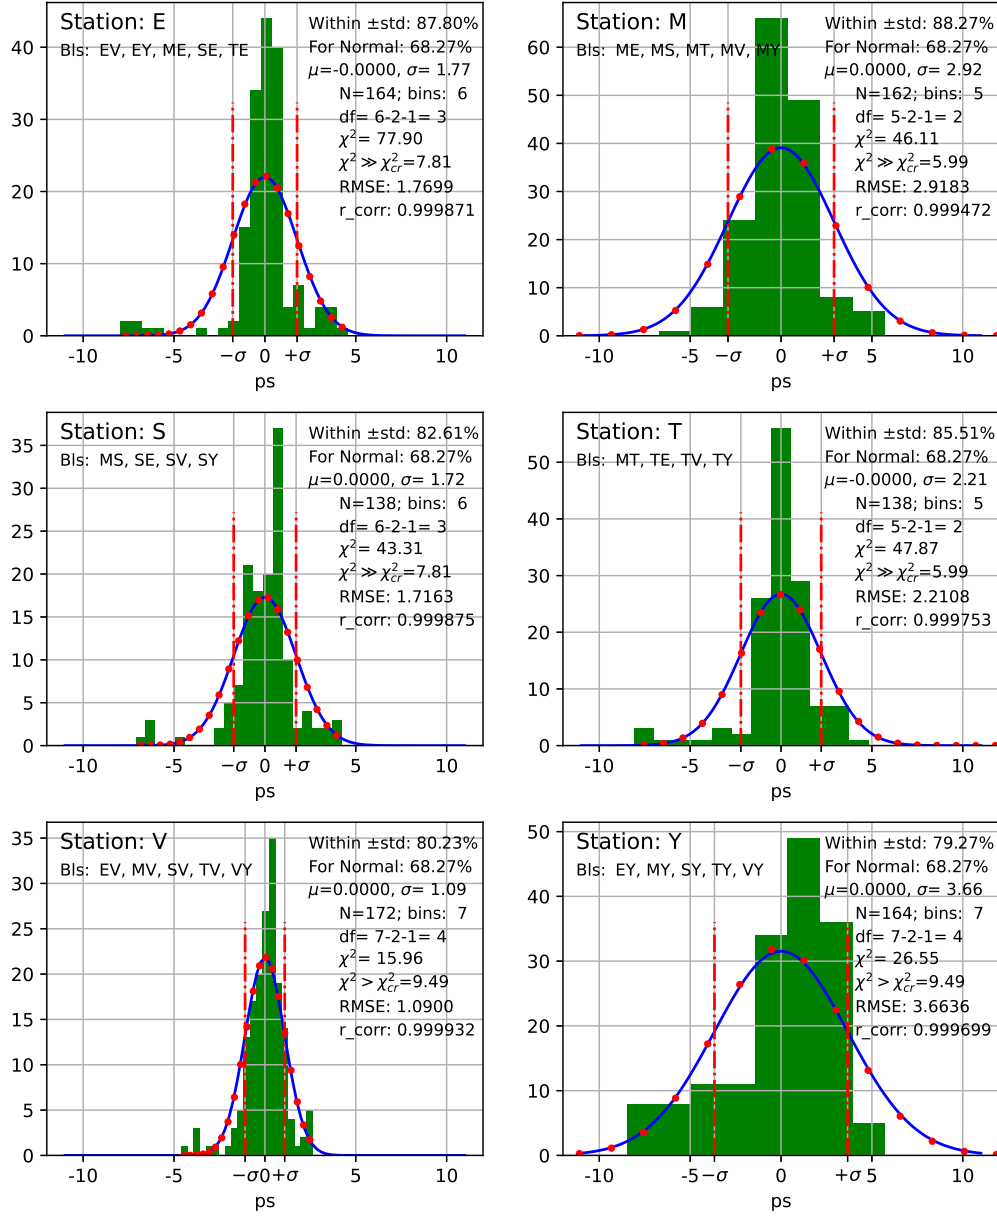 Station: E
Bls: EV, EY, ME, SE, TE
Within ±std: 87.80%
For Normal: 68.27%
μ=-0.0000, σ= 1.77
N=164; bins: 6
df= 6-2-1= 3
χ²= 77.90
χ² ≫ χ²cr=7.81
RMSE: 1.7699
r_corr: 0.999871
40
30
20
10
0
-10 -5 −σ 0 +σ 5 10
ps
Station: M
Bls: ME, MS, MT, MV, MY
Within ±std: 88.27%
For Normal: 68.27%
μ=0.0000, σ= 2.92
N=162; bins: 5
df= 5-2-1= 2
χ²= 46.11
χ² ≫ χ²cr=5.99
RMSE: 2.9183
r_corr: 0.999472
60
50
40
30
20
10
0
-10 -5 −σ 0 +σ 5 10
ps
Station: S
Bls: MS, SE, SV, SY
Within ±std: 82.61%
For Normal: 68.27%
μ=0.0000, σ= 1.72
N=138; bins: 6
df= 6-2-1= 3
χ²= 43.31
χ² ≫ χ²cr=7.81
RMSE: 1.7163
r_corr: 0.999875
35
30
25
20
15
10
5
0
-10 -5 −σ 0 +σ 5 10
ps
Station: T
Bls: MT, TE, TV, TY
Within ±std: 85.51%
For Normal: 68.27%
μ=-0.0000, σ= 2.21
N=138; bins: 5
df= 5-2-1= 2
χ²= 47.87
χ² ≫ χ²cr=5.99
RMSE: 2.2108
r_corr: 0.999753
50
40
30
20
10
0
-10 -5 −σ 0 +σ 5 10
ps
Station: V
Bls: EV, MV, SV, TV, VY
Within ±std: 80.23%
For Normal: 68.27%
μ=0.0000, σ= 1.09
N=172; bins: 7
df= 7-2-1= 4
χ²= 15.96
χ² > χ²cr=9.49
RMSE: 1.0900
r_corr: 0.999932
35
30
25
20
15
10
5
0
-10 -5 −σ 0 +σ 5 10
ps
Station: Y
Bls: EY, MY, SY, TY, VY
Within ±std: 79.27%
For Normal: 68.27%
μ=0.0000, σ= 3.66
N=164; bins: 7
df= 7-2-1= 4
χ²= 26.55
χ² > χ²cr=9.49
RMSE: 3.6636
r_corr: 0.999699
50
40
30
20
10
0
-10 -5 −σ 0 +σ 5 10
ps